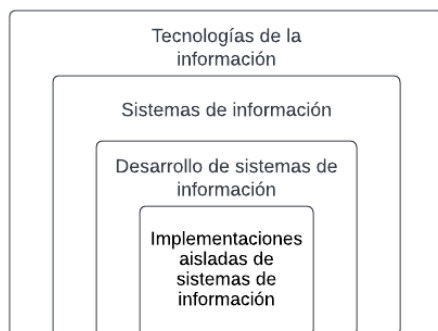 Tecnologías de la
información
Sistemas de información
Desarrollo de sistemas de
información
Implementaciones
aisladas de
sistemas de
información